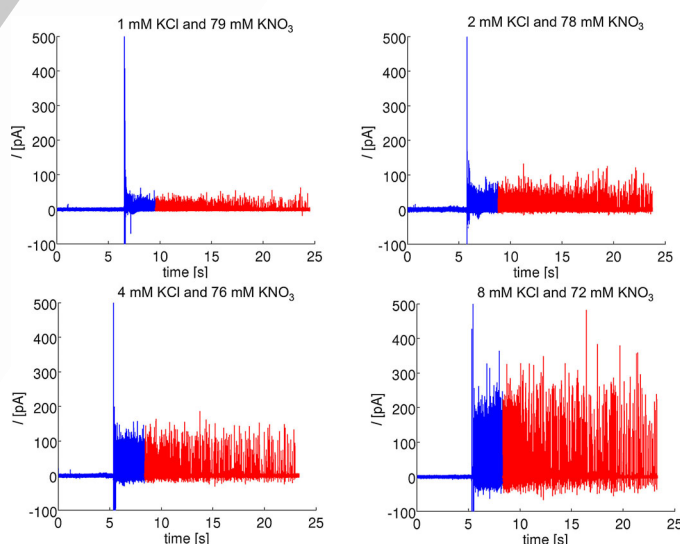 1 mM KCl and 79 mM KNO3
500
400
300
200
100
0
-100
I [pA]
0 5 10 15 20 25
time [s]
2 mM KCl and 78 mM KNO3
500
400
300
200
100
0
-100
I [pA]
0 5 10 15 20 25
time [s]
4 mM KCl and 76 mM KNO3
500
400
300
200
100
0
-100
I [pA]
0 5 10 15 20 25
time [s]
8 mM KCl and 72 mM KNO3
500
400
300
200
100
0
-100
I [pA]
0 5 10 15 20 25
time [s]